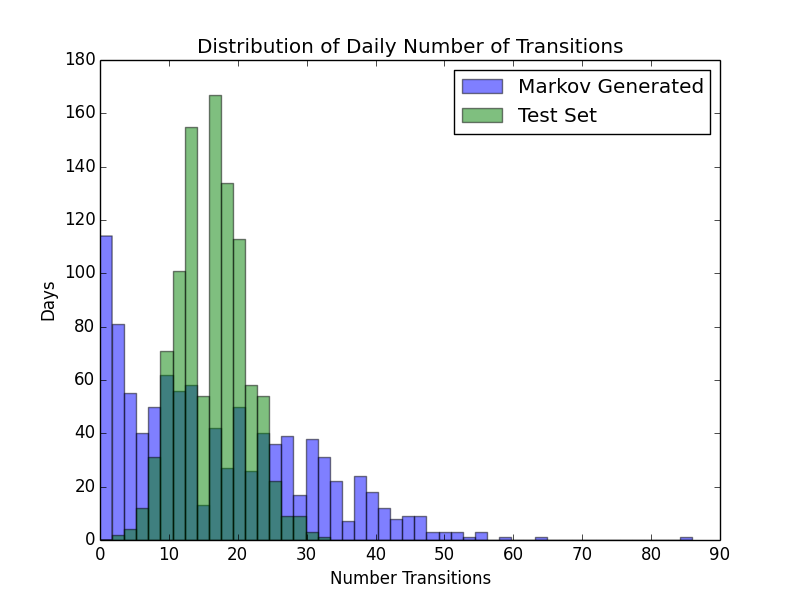 Distribution of Daily Number of Transitions
Markov Generated
Test Set
Days
180
160
140
120
100
80
60
40
20
0
0 10 20 30 40 50 60 70 80 90
Number Transitions